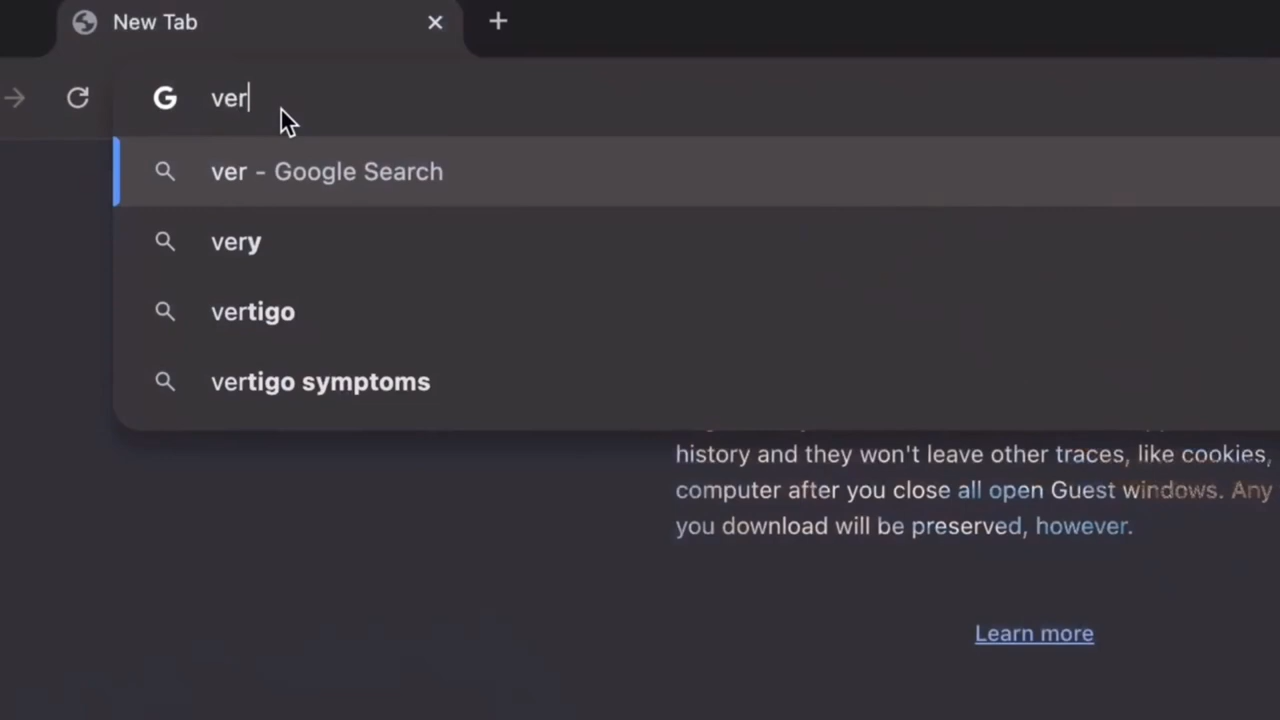 New Tab
ver
ver - Google Search
very
vertigo
vertigo symptoms
history and they won't leave other traces, like cookies,
computer after you close all open Guest windows. Any
you download will be preserved, however.
Learn more